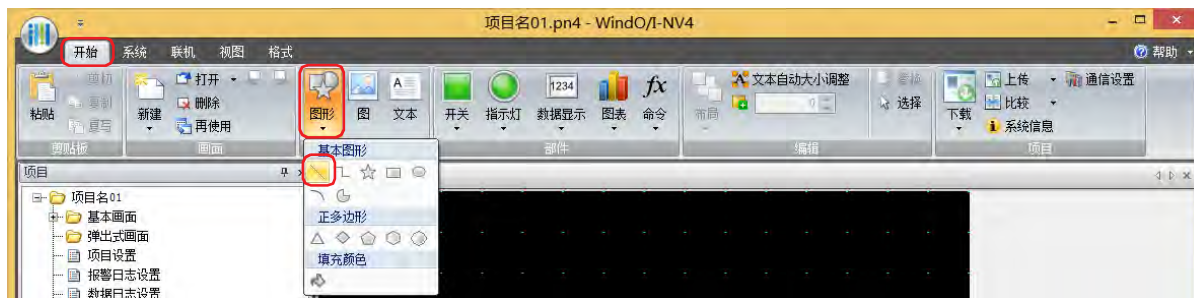 项目名01.pn4 - WindO/I-NV4
开始 系统 联机 视图 格式 帮助
粘贴 剪切 复制 重写
新建 打开 删除 再使用
图形 图 A 文本
开关 指示灯 1234 数据显示 图表 fx 命令
布局 文本自动大小调整 0 选择
下载 上传 比较 系统信息 通信设置
剪贴板 画面 部件 编辑 项目
项目
基本图形
正多边形
填充颜色
项目名01
基本画面
弹出式画面
项目设置
报警日志设置
数据日志设置